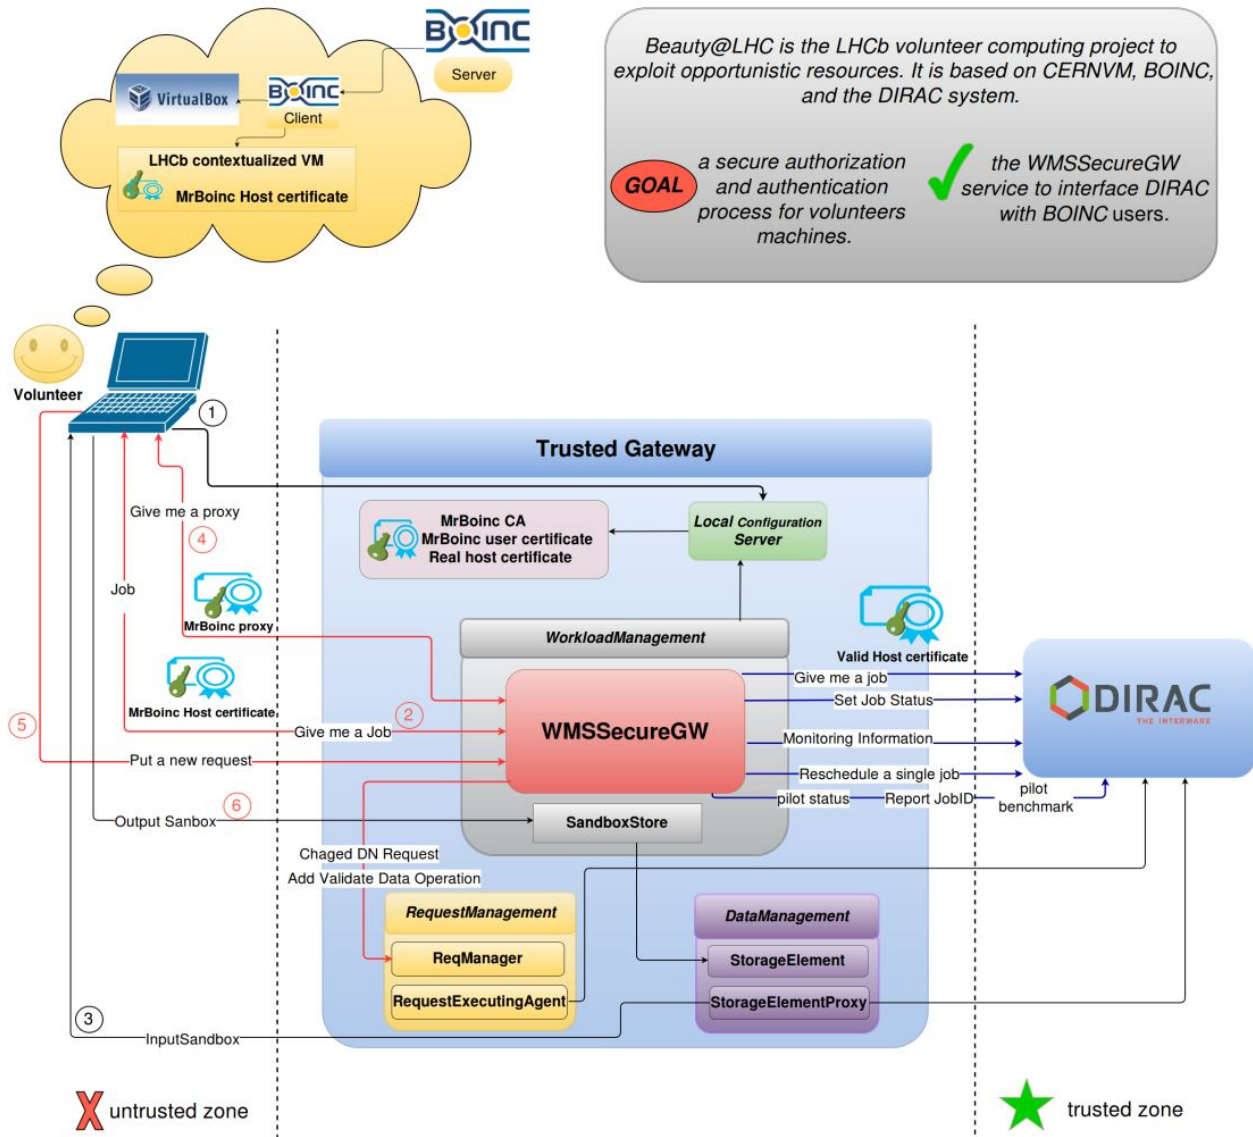 BOINC
Server
VirtualBox
BOINC
Client
LHCb contextualized VM
MrBoinc Host certificate
Beauty@LHC is the LHCb volunteer computing project to
exploit opportunistic resources. It is based on CERNVM, BOINC,
and the DIRAC system.
GOAL
a secure authorization
and authentication
process for volunteers
machines.
the WMSSecureGW
service to interface DIRAC
with BOINC users.
Volunteer
1
Trusted Gateway
Give me a proxy
4
MrBoinc CA
MrBoinc user certificate
Real host certificate
Local Configuration
Server
Job
MrBoinc proxy
WorkloadManagement
Valid Host certificate
Give me a job
MrBoinc Host certificate
2
Give me a Job
5
WMSSecureGW
Set Job Status
DIRAC
THE INTERWARE
Monitoring Information
Put a new request
Reschedule a single job
pilot status
Report JobID
pilot
benchmark
6
Output Sanbox
SandboxStore
Chaged DN Request
Add Validate Data Operation
RequestManagement
ReqManager
RequestExecutingAgent
DataManagement
StorageElement
StorageElementProxy
3
InputSandbox
X untrusted zone
trusted zone